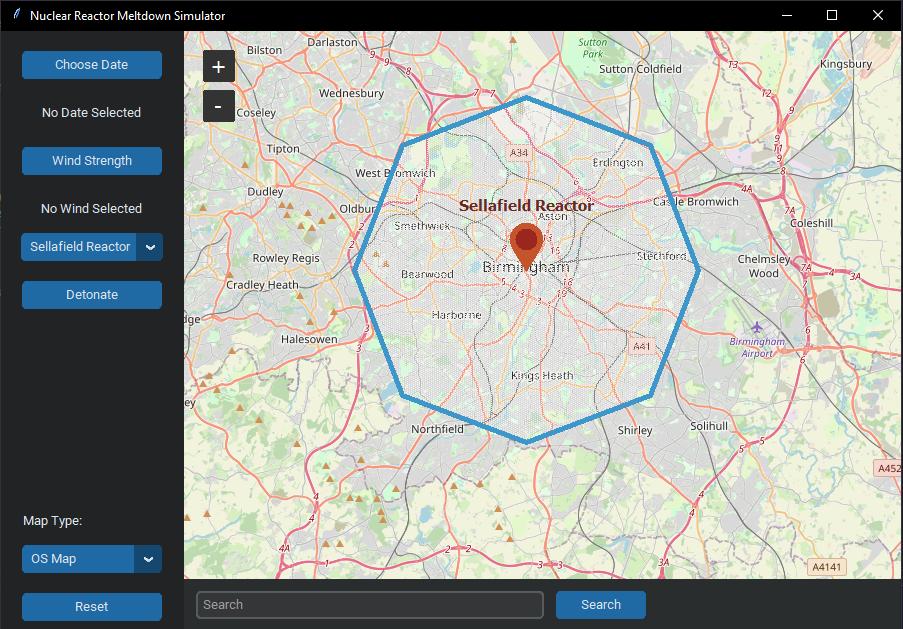 Nuclear Reactor Meltdown Simulator
Choose Date
No Date Selected
Wind Strength
No Wind Selected
Sellafield Reactor
Detonate
Map Type:
OS Map
Reset
+
-
Bilston
Darlaston
Sutton
Park
Sutton Coldfield
Kingsbury
Wednesbury
Coseley
Tipton
A34
Erdington
West Bromwich
Dudley
Castle Bromwich
Oldbur
Sellafield Reactor
Aston
Coleshill
Smethwick
Rowley Regis
Birmingham
Stechford
Chelmsley
Wood
Bearwood
Cradley Heath
Harborne
dge
Halesowen
A41
Birmingham
Airport
Kings Heath
ey
Northfield
Shirley
Solihull
A452
A4141
Search
Search